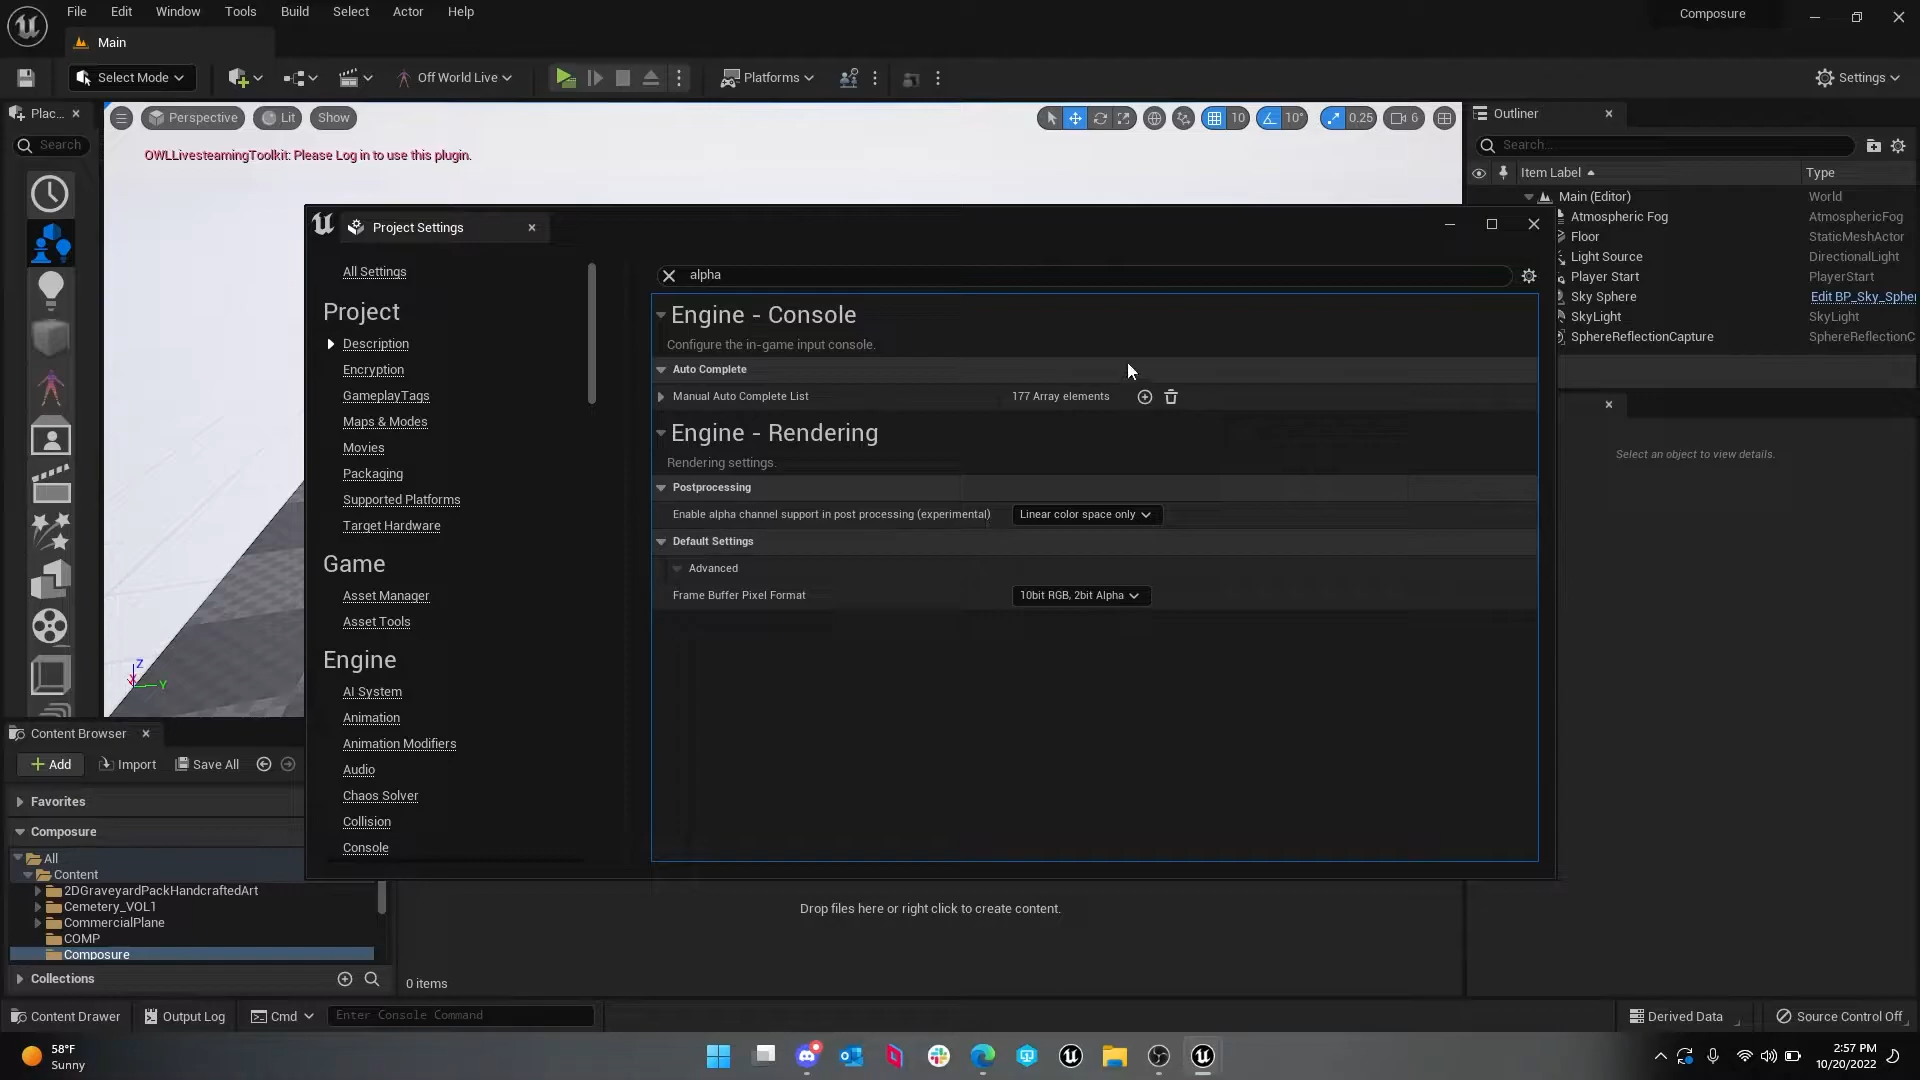 File Edit Window Tools Build Select Actor Help
Composure
Main
Select Mode
Off World Live
Platforms
Settings
Plac...
Search
Perspective
Lit
Show
10
10°
0.25
6
OWLLivesteamingToolkit: Please Log in to use this plugin.
Outliner
Search...
Item Label
Type
Main (Editor) World
Atmospheric Fog AtmosphericFog
Floor StaticMeshActor
Light Source DirectionalLight
Player Start PlayerStart
Sky Sphere Edit BP_Sky_Spher
SkyLight SkyLight
SphereReflectionCapture SphereReflectionC
Select an object to view details.
Project Settings
All Settings
Project
Description
Encryption
GameplayTags
Maps & Modes
Movies
Packaging
Supported Platforms
Target Hardware
Game
Asset Manager
Asset Tools
Engine
AI System
Animation
Animation Modifiers
Audio
Chaos Solver
Collision
Console
alpha
Engine - Console
Configure the in-game input console.
Auto Complete
Manual Auto Complete List 177 Array elements
Engine - Rendering
Rendering settings.
Postprocessing
Enable alpha channel support in post processing (experimental) Linear color space only
Default Settings
Advanced
Frame Buffer Pixel Format 10bit RGB, 2bit Alpha
Z
X
Y
Content Browser
Add
Import
Save All
Favorites
Composure
All
Content
2DGraveyardPackHandcraftedArt
Cemetery_VOL1
CommercialPlane
COMP
Composure
Collections
Drop files here or right click to create content.
0 items
Content Drawer
Output Log
Cmd
Enter Console Command
Derived Data
Source Control Off
58°F
Sunny
2:57 PM
10/20/2022